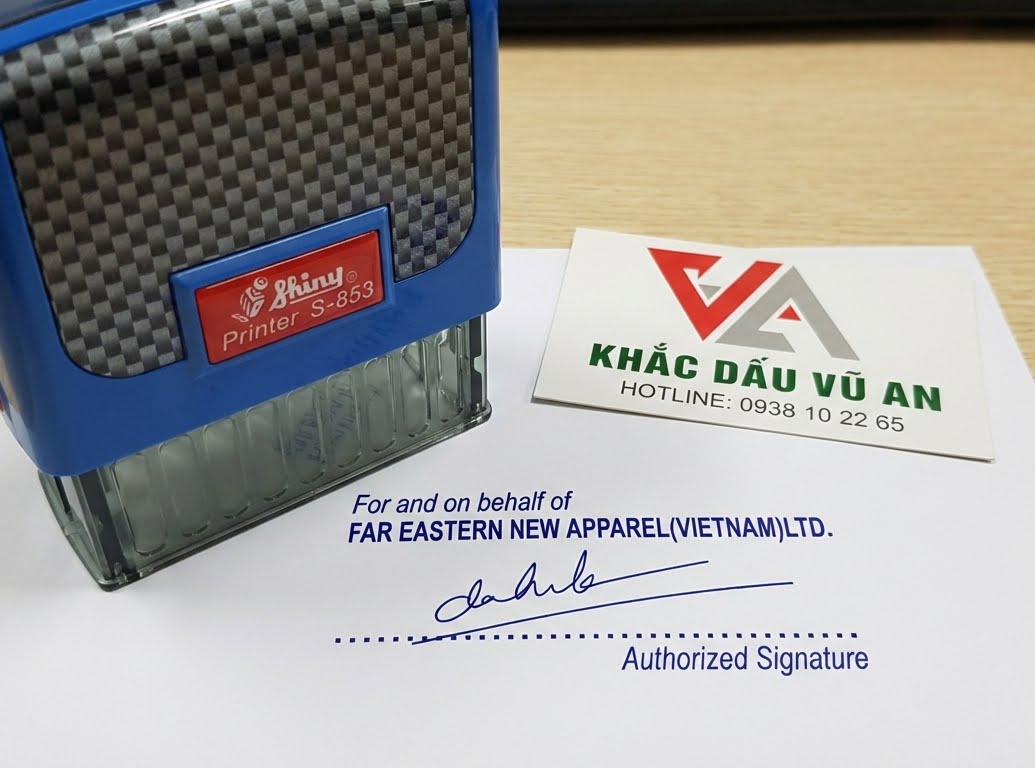 Shiny
Printer S-853
VA
KHẮC DẤU VŨ AN
HOTLINE: 0938 10 22 65
For and on behalf of
FAR EASTERN NEW APPAREL(VIETNAM)LTD.
Authorized Signature